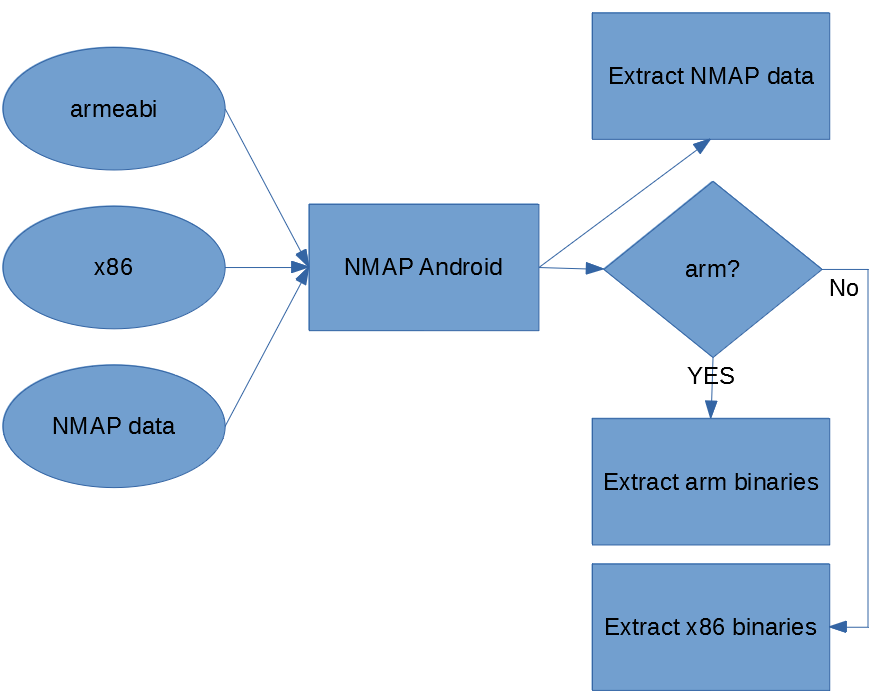 armeabi
x86
NMAP data
NMAP Android
Extract NMAP data
arm?
No
YES
Extract arm binaries
Extract x86 binaries